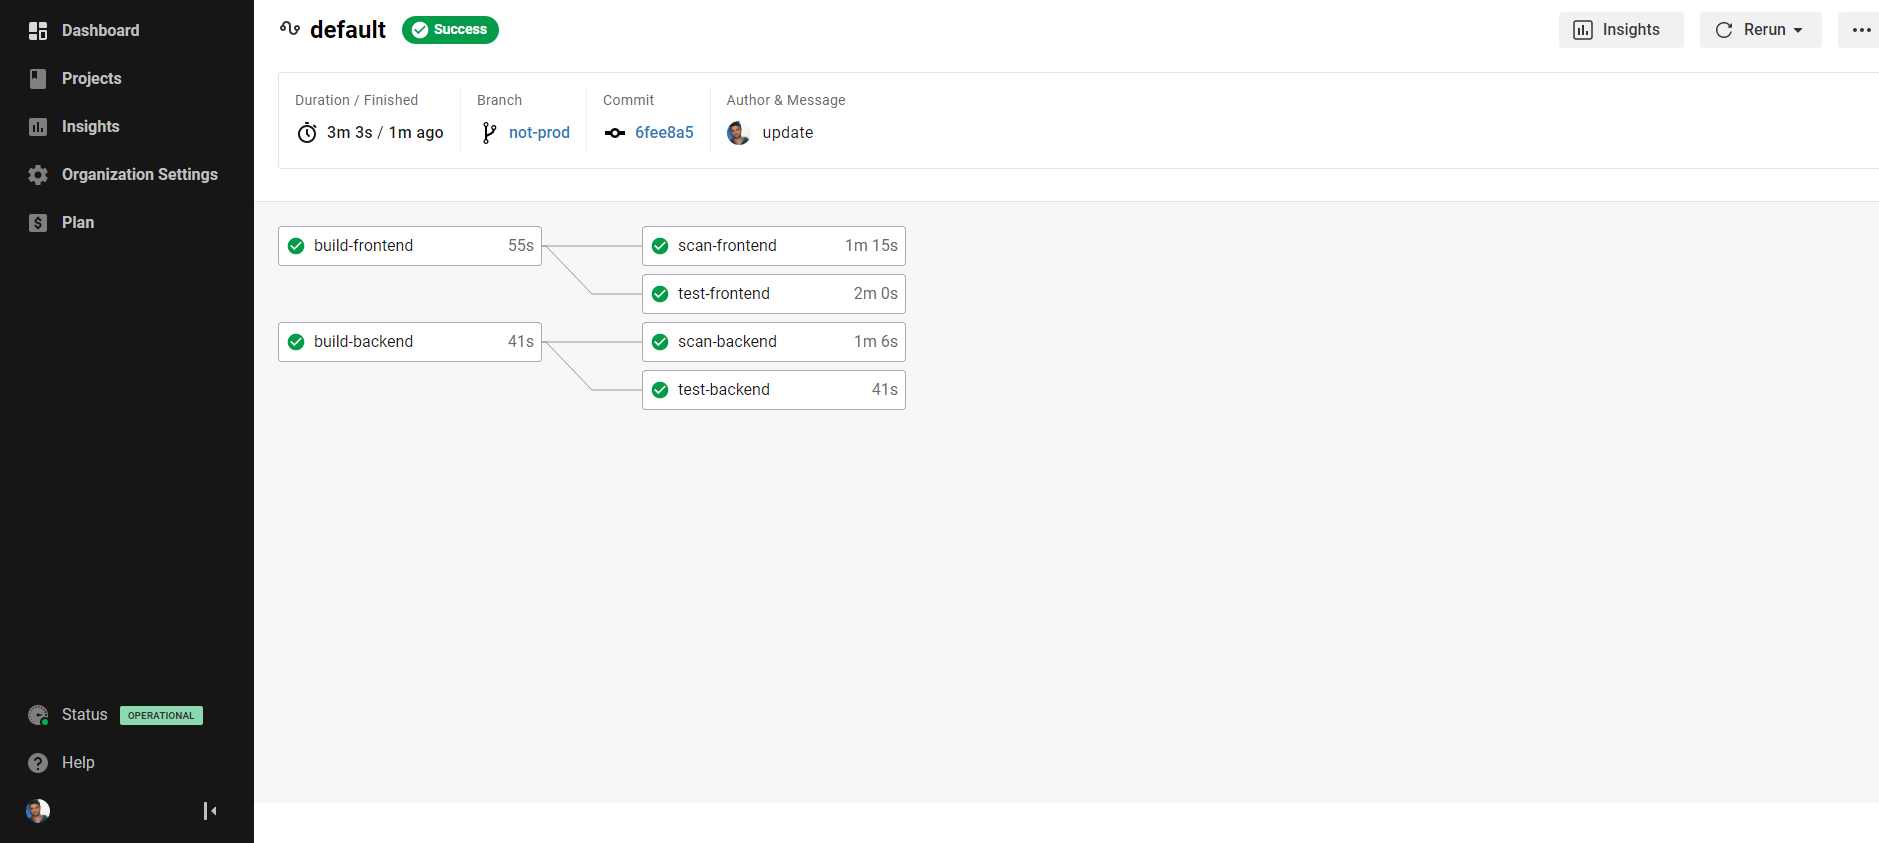 Dashboard
Projects
Insights
Organization Settings
Plan
Status OPERATIONAL
Help
default Success
Insights
Rerun
Duration / Finished
3m 3s / 1m ago
Branch
not-prod
Commit
6fee8a5
Author & Message
update
build-frontend 55s
scan-frontend 1m 15s
test-frontend 2m 0s
build-backend 41s
scan-backend 1m 6s
test-backend 41s